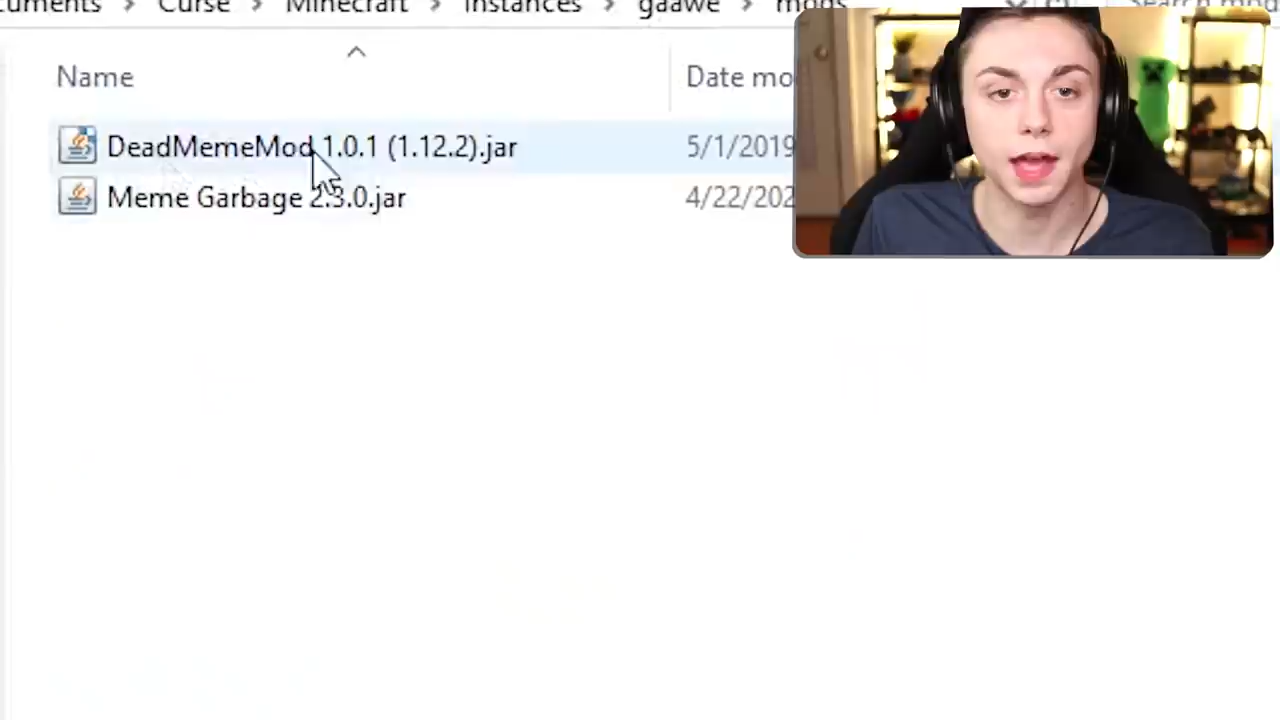 Curse > Minecraft > Instances > gaawe > mods
Name
Date mo
DeadMemeMod 1.0.1 (1.12.2).jar
5/1/2019
Meme Garbage 2.3.0.jar
4/22/202